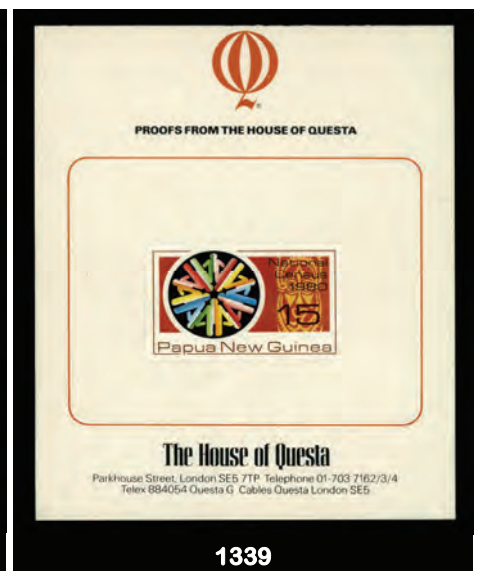 PROOFS FROM THE HOUSE OF QUESTA
National
Census
1980
15
Papua New Guinea
The House of Questa
Parkhouse Street, London SE5 7TP Telephone 01-703 7162/3/4
Telex 884054 Questa G Cables Questa London SE5
1339